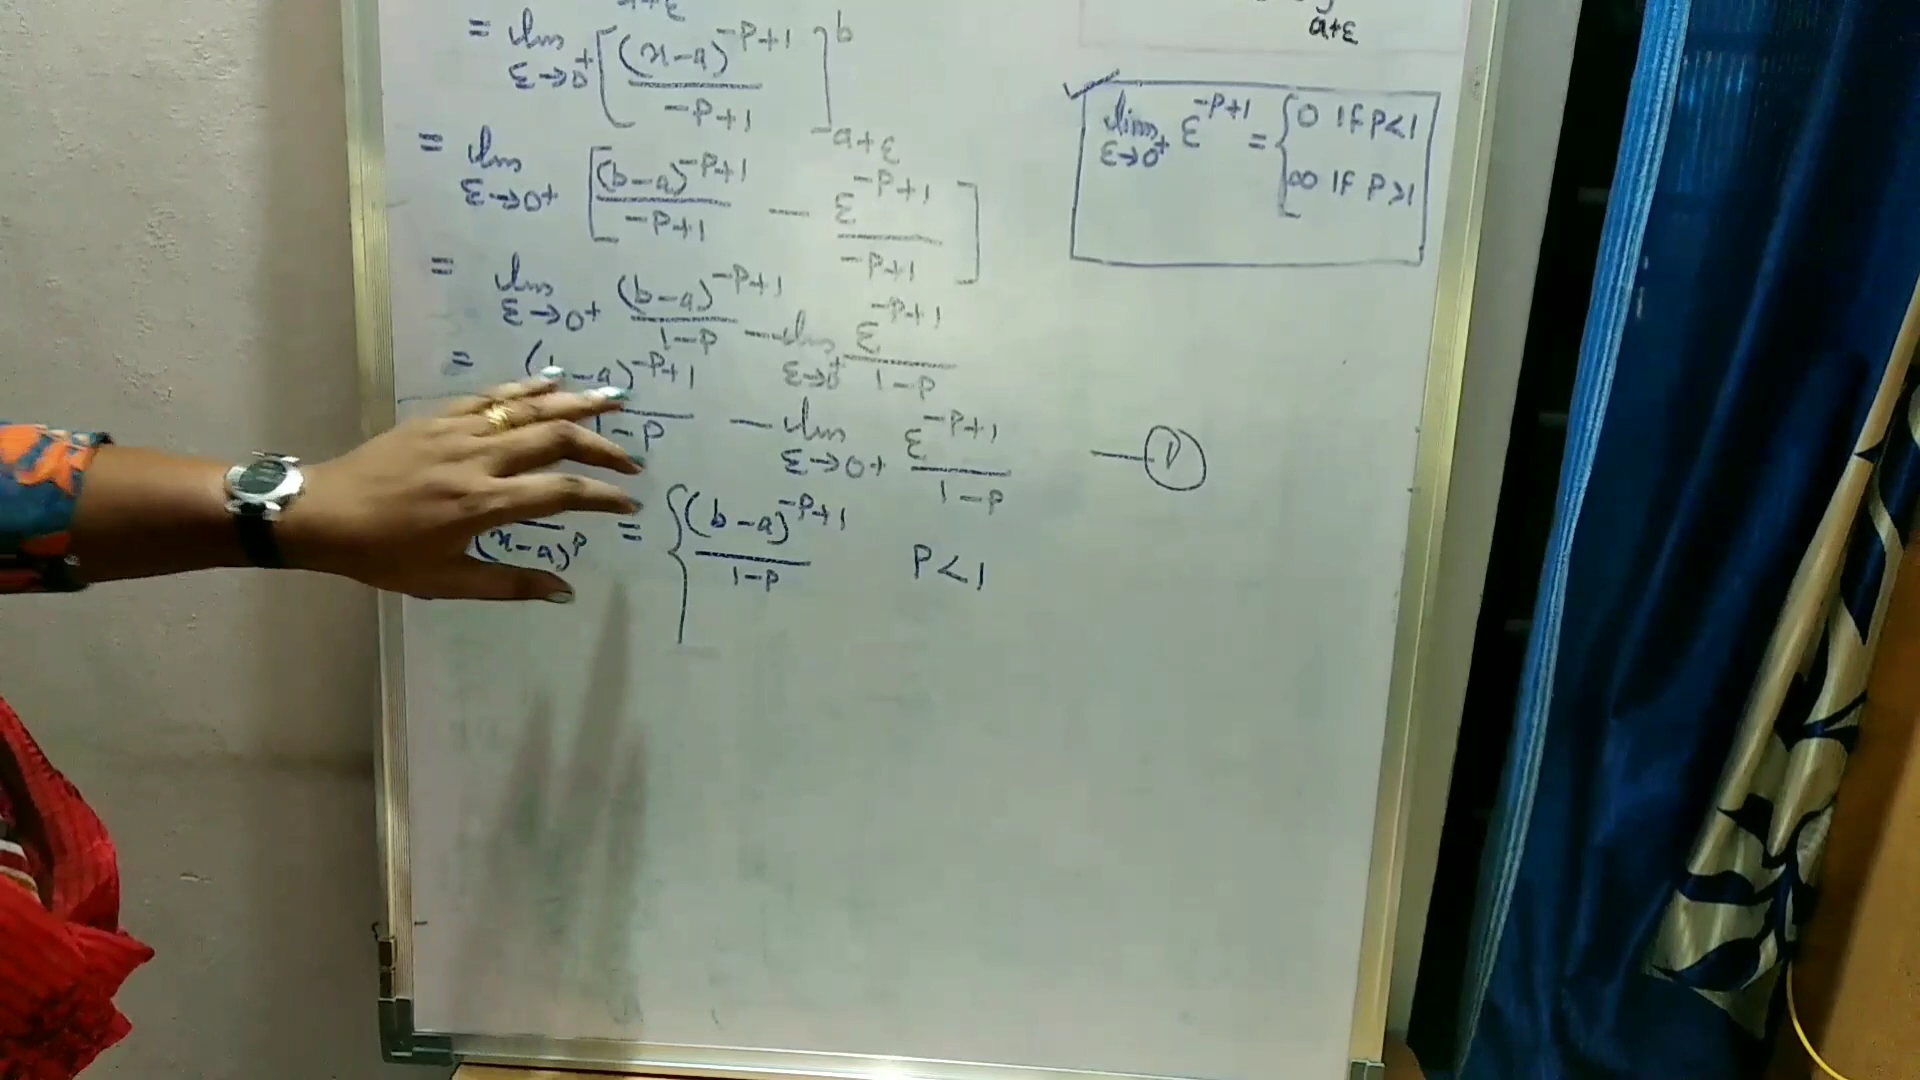 a+ε
= lim ε→0+ [ (x-a)^{-P+1} / -P+1 ]_{a+ε}^{b}
= lim ε→0+ [ (b-a)^{-P+1} / -P+1 — ε^{-P+1} / -P+1 ]
= lim ε→0+ (b-a)^{-P+1} / 1-P — lim ε→0+ ε^{-P+1} / 1-P
= (b-a)^{-P+1} / 1-P — lim ε→0+ ε^{-P+1} / 1-P —
(x-a)^P = { (b-a)^{-P+1} / 1-P P<1
a+ε
✓
lim ε→0+ ε^{-P+1} = { 0 if P<1
∞ if P>1